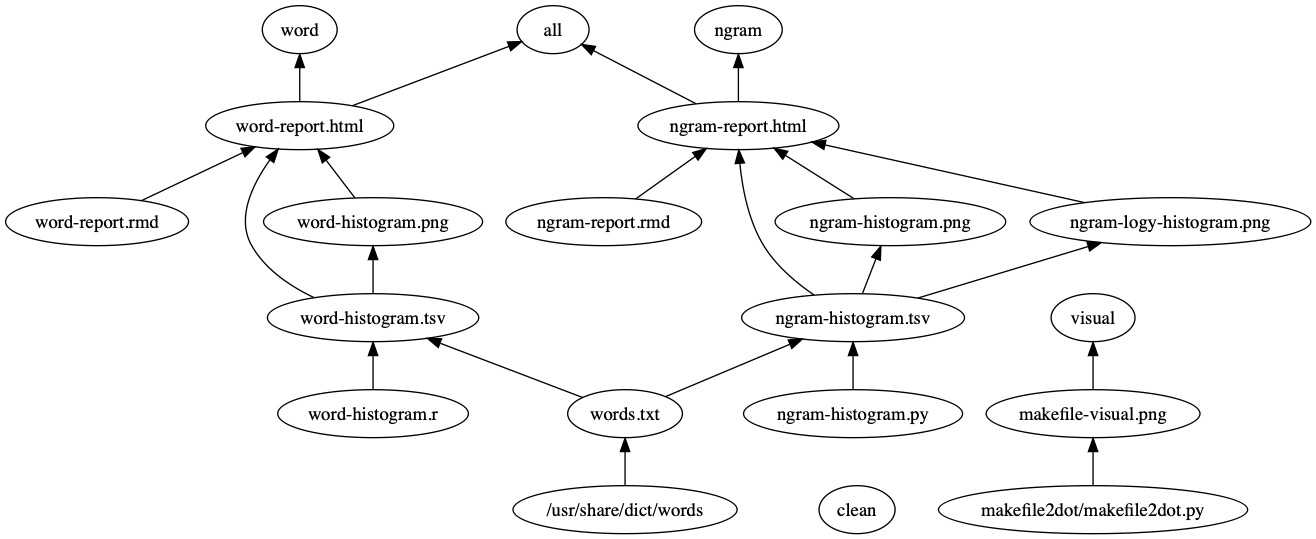 word
all
ngram
word-report.html
ngram-report.html
word-report.rmd
word-histogram.png
ngram-report.rmd
ngram-histogram.png
ngram-logy-histogram.png
word-histogram.tsv
ngram-histogram.tsv
visual
word-histogram.r
words.txt
ngram-histogram.py
makefile-visual.png
/usr/share/dict/words
clean
makefile2dot/makefile2dot.py